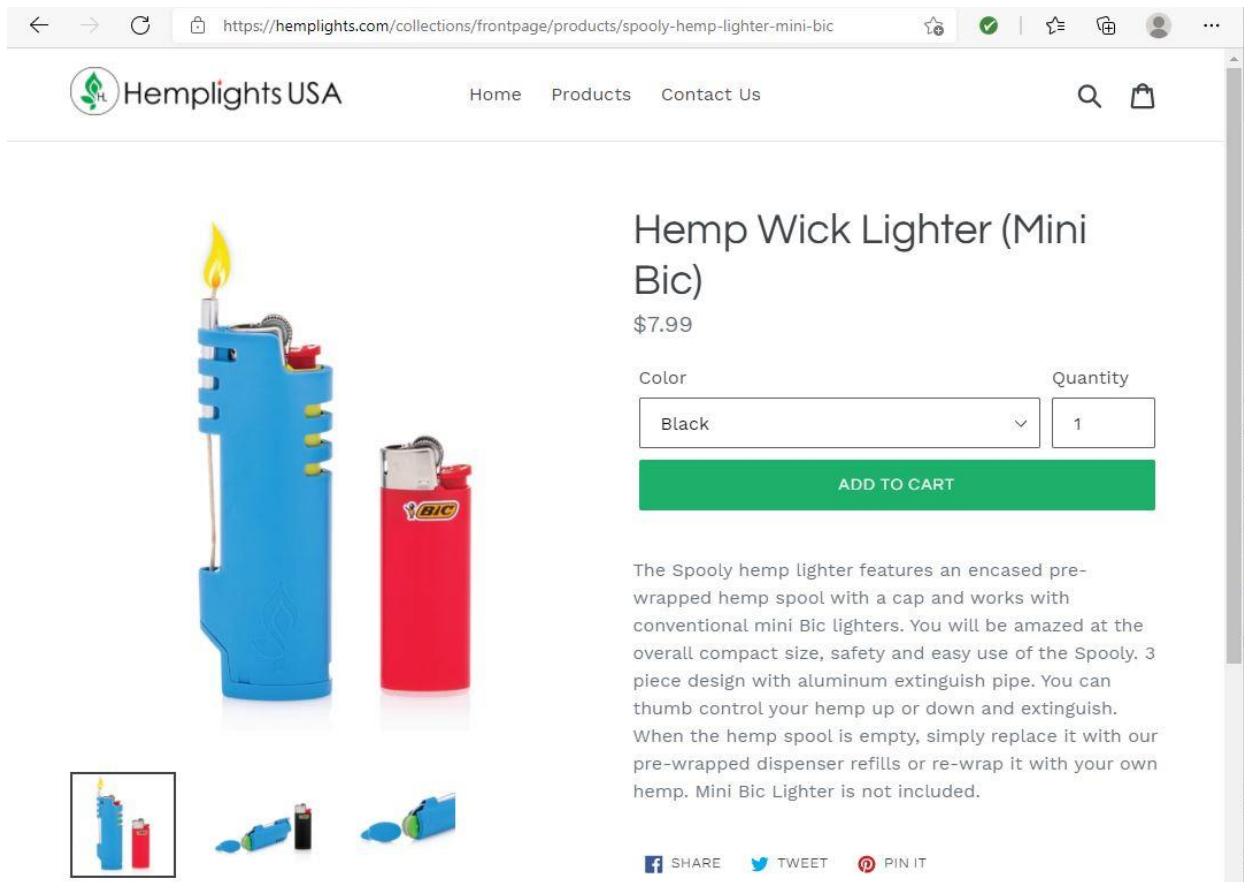 https://hemplights.com/collections/frontpage/products/spooly-hemp-lighter-mini-bic
HL
Hemplights USA
Home Products Contact Us
Hemp Wick Lighter (Mini
Bic)
$7.99
Color Quantity
Black 1
ADD TO CART
BIC
The Spooly hemp lighter features an encased pre-
wrapped hemp spool with a cap and works with
conventional mini Bic lighters. You will be amazed at the
overall compact size, safety and easy use of the Spooly. 3
piece design with aluminum extinguish pipe. You can
thumb control your hemp up or down and extinguish.
When the hemp spool is empty, simply replace it with our
pre-wrapped dispenser refills or re-wrap it with your own
hemp. Mini Bic Lighter is not included.
SHARE TWEET PIN IT